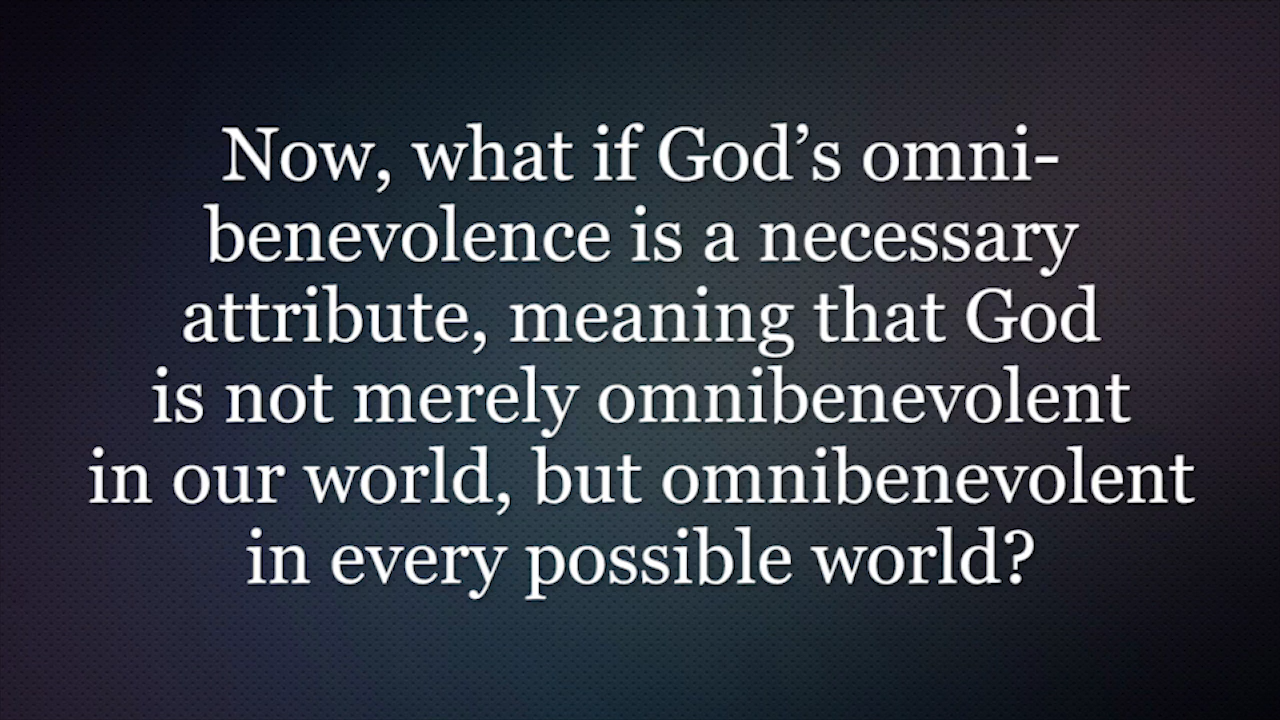 Now, what if God’s omni-
benevolence is a necessary
attribute, meaning that God
is not merely omnibenevolent
in our world, but omnibenevolent
in every possible world?